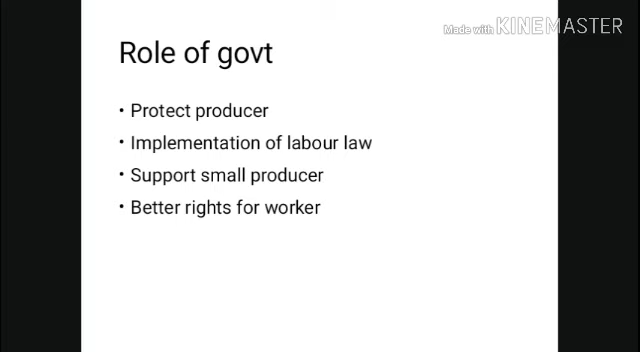 Made with KINEMASTER
Role of govt
• Protect producer
• Implementation of labour law
• Support small producer
• Better rights for worker